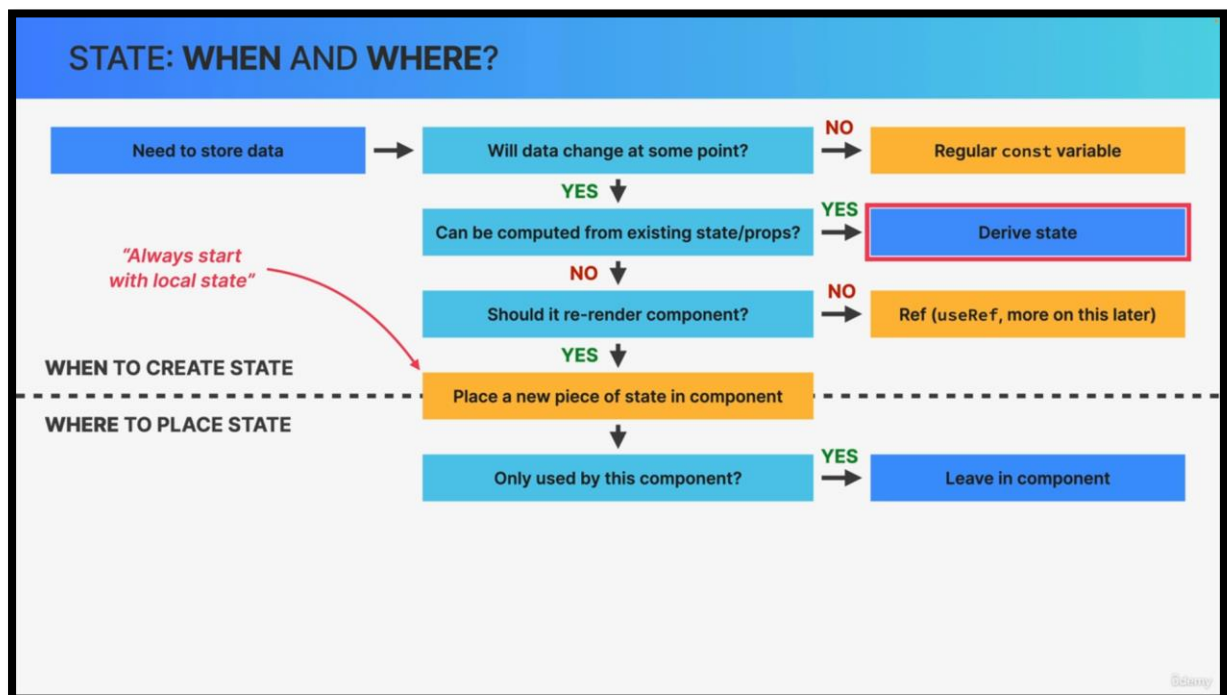 STATE: WHEN AND WHERE?
Need to store data
Will data change at some point?
NO
Regular const variable
YES
Can be computed from existing state/props?
YES
Derive state
"Always start
with local state"
NO
Should it re-render component?
NO
Ref (useRef, more on this later)
YES
WHEN TO CREATE STATE
Place a new piece of state in component
WHERE TO PLACE STATE
Only used by this component?
YES
Leave in component
Udemy